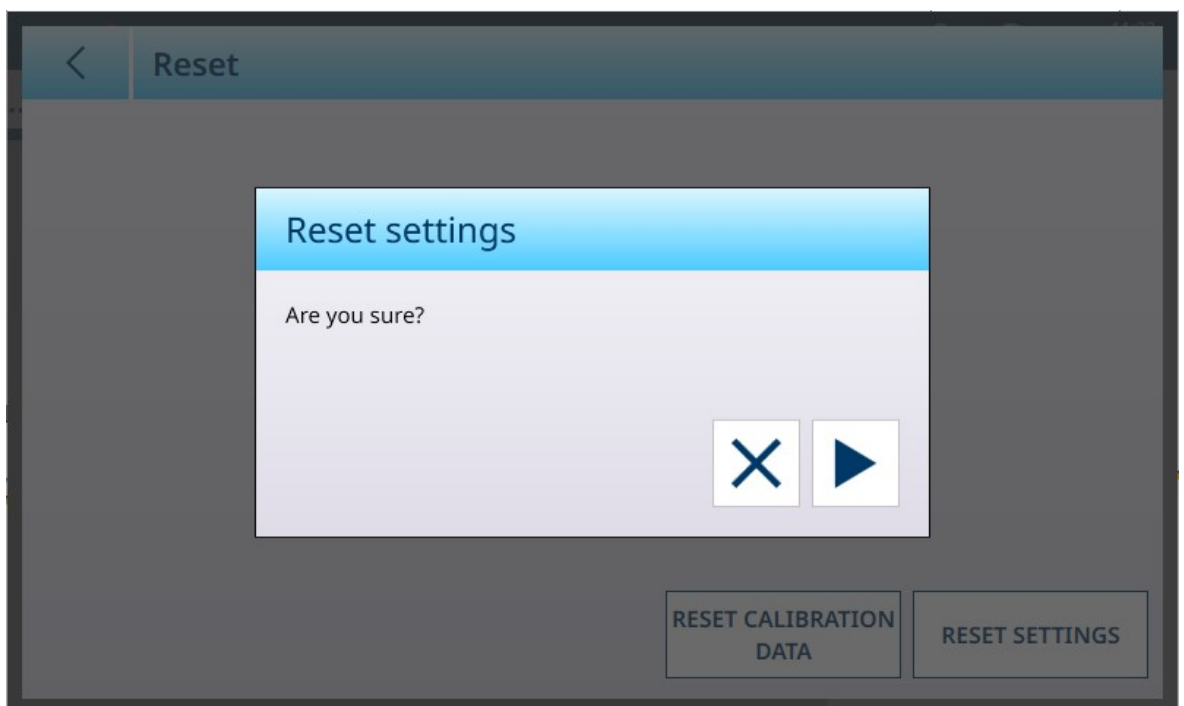 Reset
Reset settings
Are you sure?
RESET CALIBRATION
DATA
RESET SETTINGS